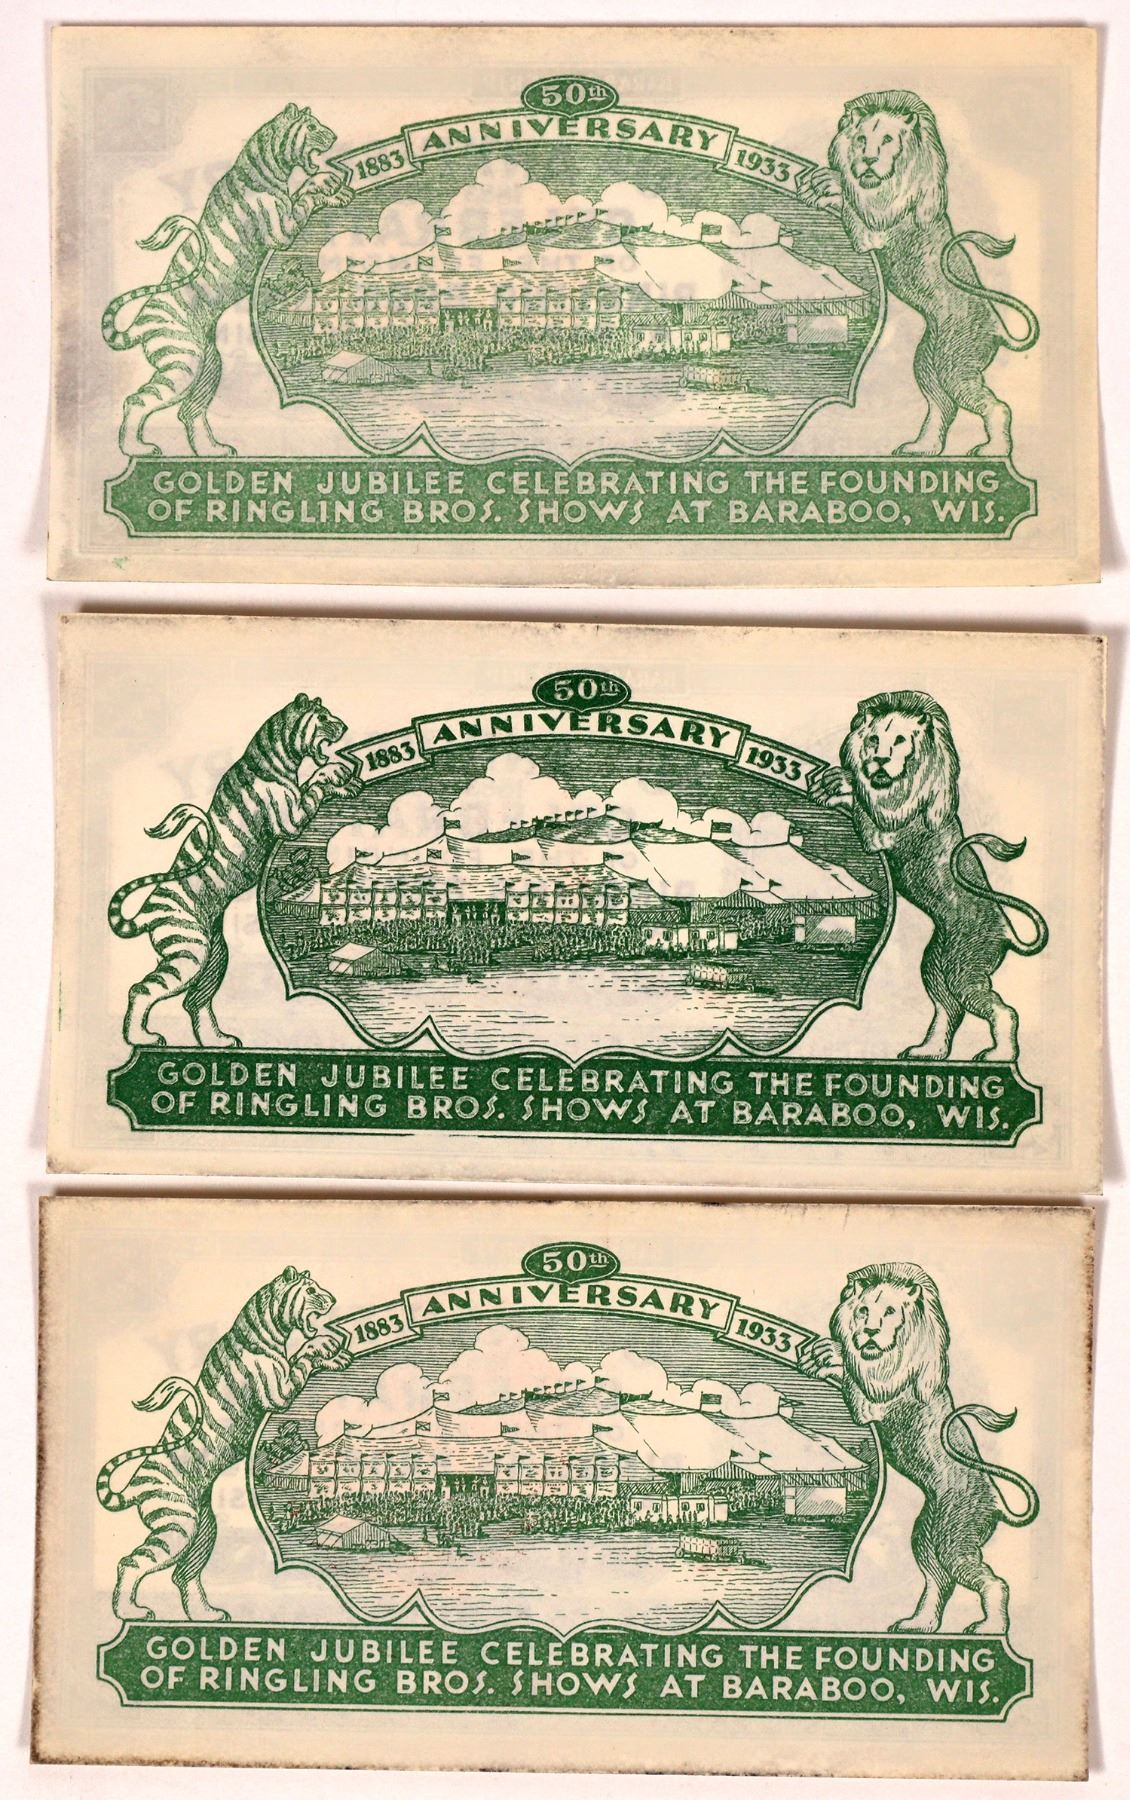 50th
ANNIVERSARY
1883 1933
GOLDEN JUBILEE CELEBRATING THE FOUNDING
OF RINGLING BROS. SHOWS AT BARABOO, WIS.
50th
ANNIVERSARY
1883 1933
GOLDEN JUBILEE CELEBRATING THE FOUNDING
OF RINGLING BROS. SHOWS AT BARABOO, WIS.
50th
ANNIVERSARY
1883 1933
GOLDEN JUBILEE CELEBRATING THE FOUNDING
OF RINGLING BROS. SHOWS AT BARABOO, WIS.